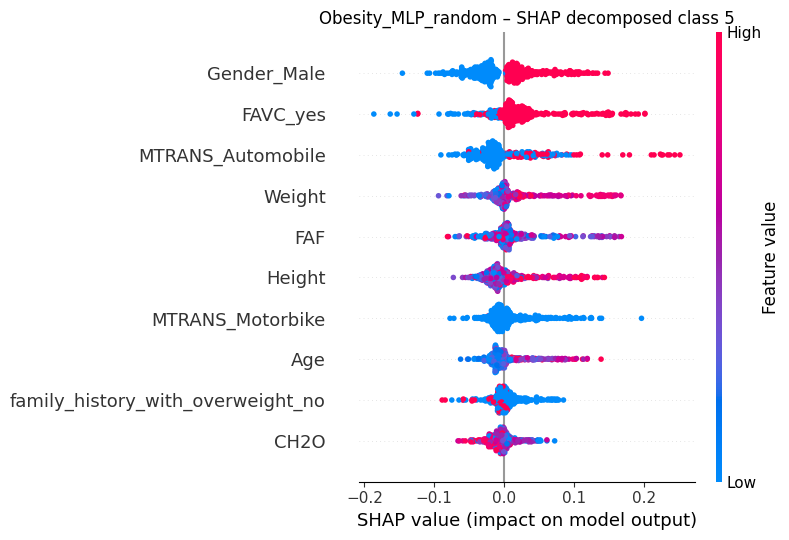 Obesity_MLP_random – SHAP decomposed class 5
High
Gender_Male
FAVC_yes
MTRANS_Automobile
Weight
FAF
Height
MTRANS_Motorbike
Age
family_history_with_overweight_no
CH2O
Feature value
Low
−0.2 −0.1 0.0 0.1 0.2
SHAP value (impact on model output)